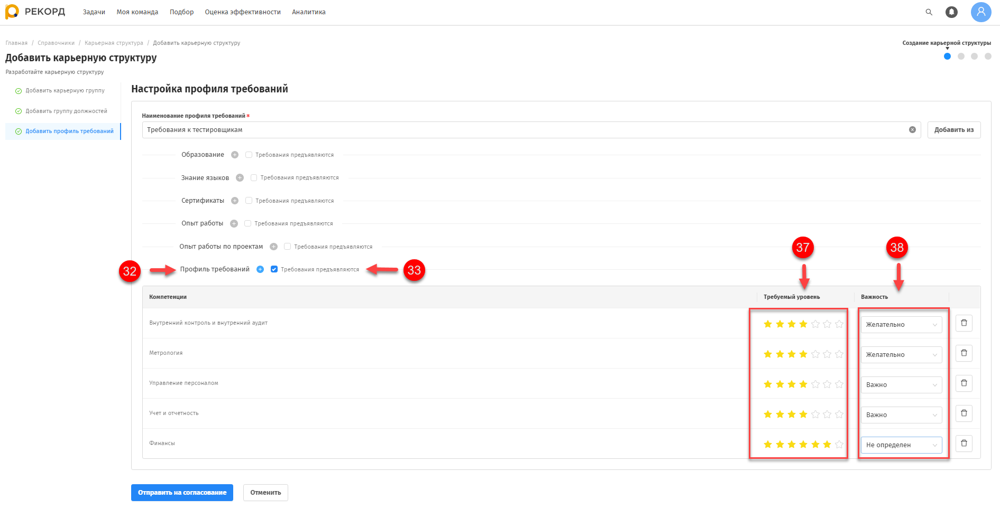 РЕКОРД Задачи Моя команда Подбор Оценка эффективности Аналитика
Главная / Справочники / Карьерная структура / Добавить карьерную структуру
Создание карьерной структуры
Добавить карьерную структуру
Разработайте карьерную структуру
Добавить карьерную группу
Добавить группу должностей
Добавить профиль требований
Настройка профиля требований
Наименование профиля требований *
Требования к тестировщикам
Добавить из
Образование Требования предъявляются
Знание языков Требования предъявляются
Сертификаты Требования предъявляются
Опыт работы Требования предъявляются
Опыт работы по проектам Требования предъявляются
37 38
32 Профиль требований Требования предъявляются 33
Компетенции Требуемый уровень Важность
Внутренний контроль и внутренний аудит Желательно
Метрология Желательно
Управление персоналом Важно
Учет и отчетность Важно
Финансы Не определен
Отправить на согласование Отменить